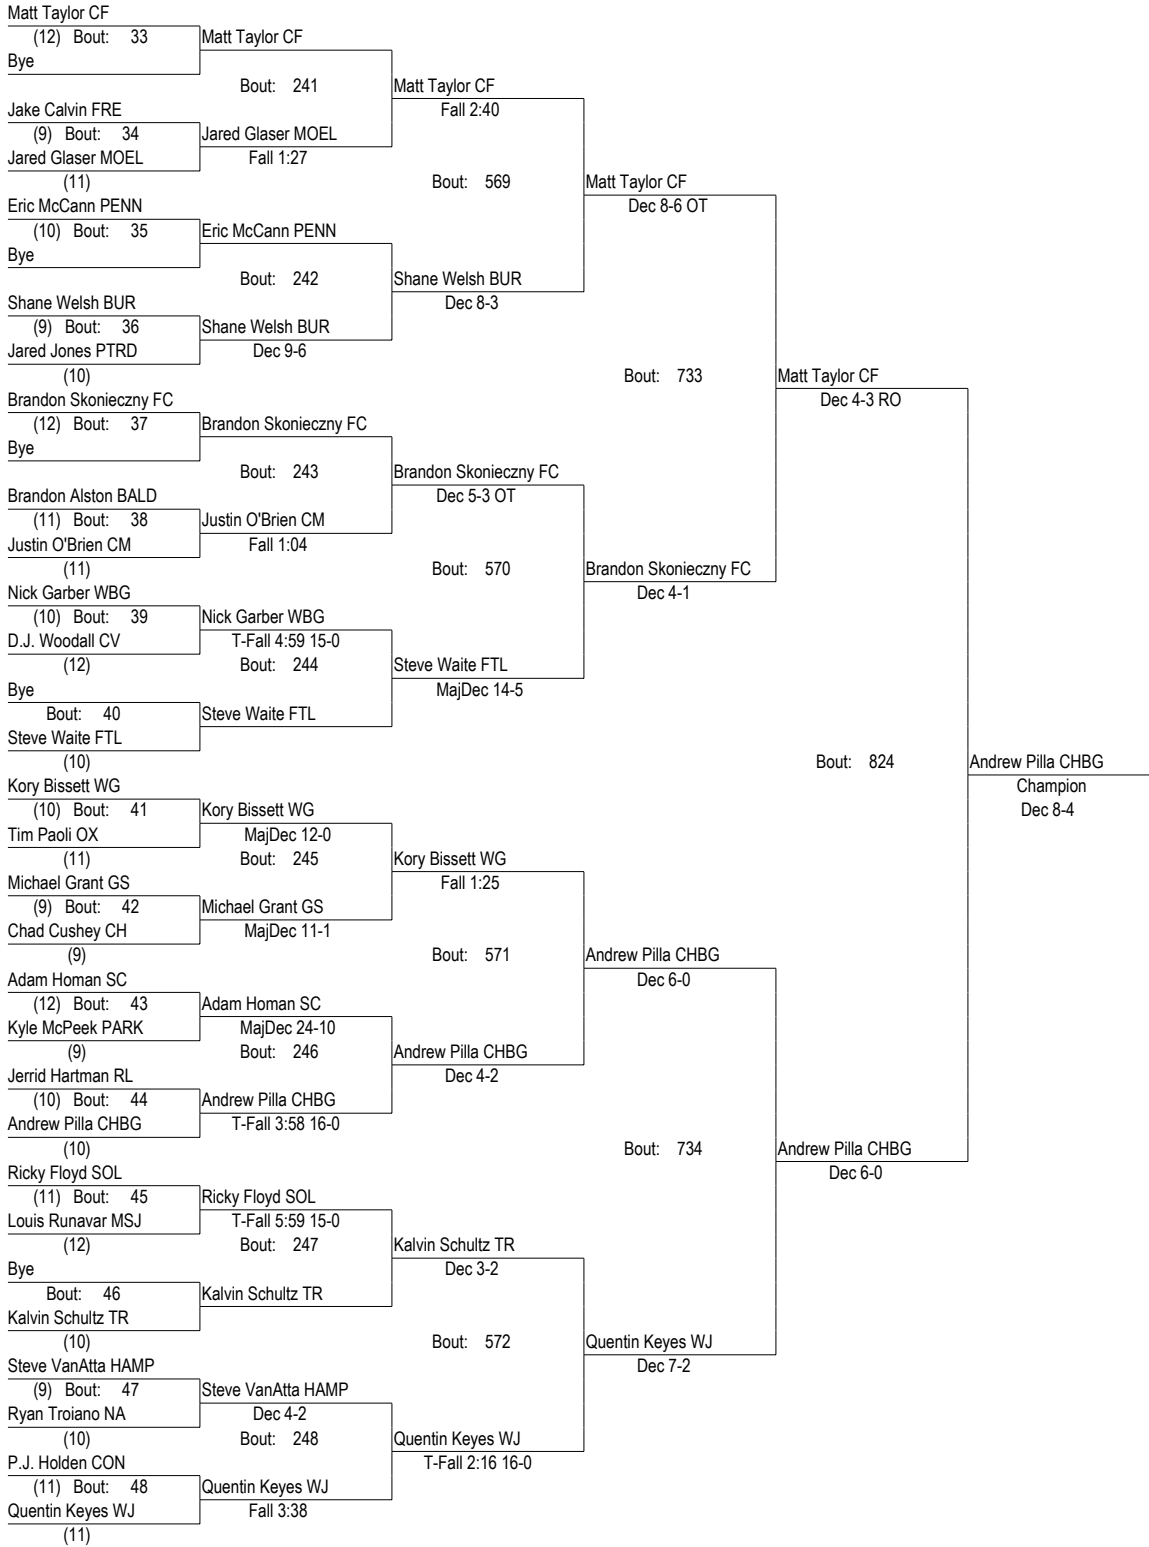 Matt Taylor CF
(12) Bout: 33 Matt Taylor CF
Bye
Bout: 241 Matt Taylor CF
Jake Calvin FRE Fall 2:40
(9) Bout: 34 Jared Glaser MOEL
Jared Glaser MOEL Fall 1:27
(11) Bout: 569 Matt Taylor CF
Eric McCann PENN Dec 8-6 OT
(10) Bout: 35 Eric McCann PENN
Bye
Bout: 242 Shane Welsh BUR
Shane Welsh BUR Dec 8-3
(9) Bout: 36 Shane Welsh BUR
Jared Jones PTRD Dec 9-6
(10) Bout: 733 Matt Taylor CF
Brandon Skonieczny FC Dec 4-3 RO
(12) Bout: 37 Brandon Skonieczny FC
Bye
Bout: 243 Brandon Skonieczny FC
Brandon Alston BALD Dec 5-3 OT
(11) Bout: 38 Justin O'Brien CM
Justin O'Brien CM Fall 1:04
(11) Bout: 570 Brandon Skonieczny FC
Nick Garber WBG Dec 4-1
(10) Bout: 39 Nick Garber WBG
D.J. Woodall CV T-Fall 4:59 15-0
(12) Bout: 244 Steve Waite FTL
Bye MajDec 14-5
Bout: 40 Steve Waite FTL
Steve Waite FTL
(10) Bout: 824 Andrew Pilla CHBG
Kory Bissett WG Champion
(10) Bout: 41 Kory Bissett WG Dec 8-4
Tim Paoli OX MajDec 12-0
(11) Bout: 245 Kory Bissett WG
Michael Grant GS Fall 1:25
(9) Bout: 42 Michael Grant GS
Chad Cushey CH MajDec 11-1
(9) Bout: 571 Andrew Pilla CHBG
Adam Homan SC Dec 6-0
(12) Bout: 43 Adam Homan SC
Kyle McPeek PARK MajDec 24-10
(9) Bout: 246 Andrew Pilla CHBG
Jerrid Hartman RL Dec 4-2
(10) Bout: 44 Andrew Pilla CHBG
Andrew Pilla CHBG T-Fall 3:58 16-0
(10) Bout: 734 Andrew Pilla CHBG
Ricky Floyd SOL Dec 6-0
(11) Bout: 45 Ricky Floyd SOL
Louis Runavar MSJ T-Fall 5:59 15-0
(12) Bout: 247 Kalvin Schultz TR
Bye Dec 3-2
Bout: 46 Kalvin Schultz TR
Kalvin Schultz TR
(10) Bout: 572 Quentin Keyes WJ
Steve VanAtta HAMP Dec 7-2
(9) Bout: 47 Steve VanAtta HAMP
Ryan Troiano NA Dec 4-2
(10) Bout: 248 Quentin Keyes WJ
P.J. Holden CON T-Fall 2:16 16-0
(11) Bout: 48 Quentin Keyes WJ
Quentin Keyes WJ Fall 3:38
(11)